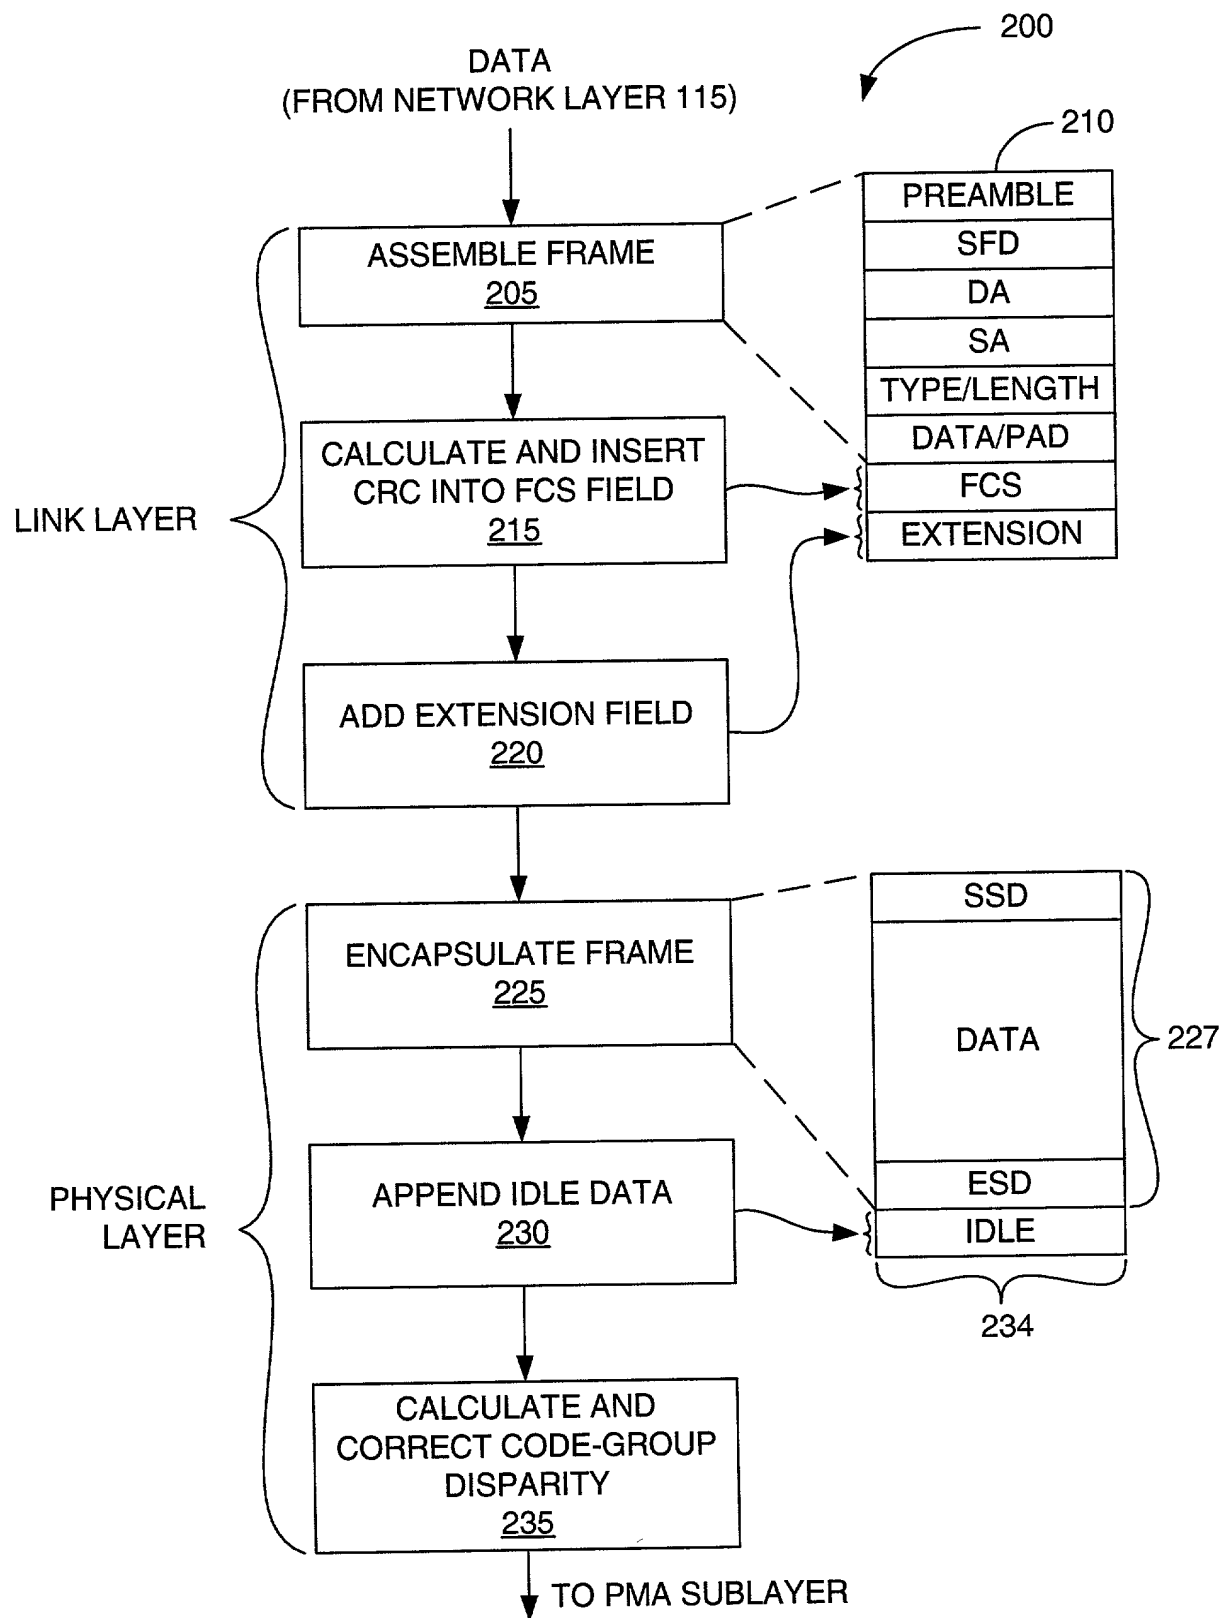 200
DATA
(FROM NETWORK LAYER 115)
210
PREAMBLE
SFD
DA
SA
TYPE/LENGTH
DATA/PAD
FCS
EXTENSION
ASSEMBLE FRAME
205
CALCULATE AND INSERT
CRC INTO FCS FIELD
215
LINK LAYER
ADD EXTENSION FIELD
220
ENCAPSULATE FRAME
225
SSD
DATA
227
ESD
IDLE
234
APPEND IDLE DATA
230
PHYSICAL
LAYER
CALCULATE AND
CORRECT CODE-GROUP
DISPARITY
235
TO PMA SUBLAYER